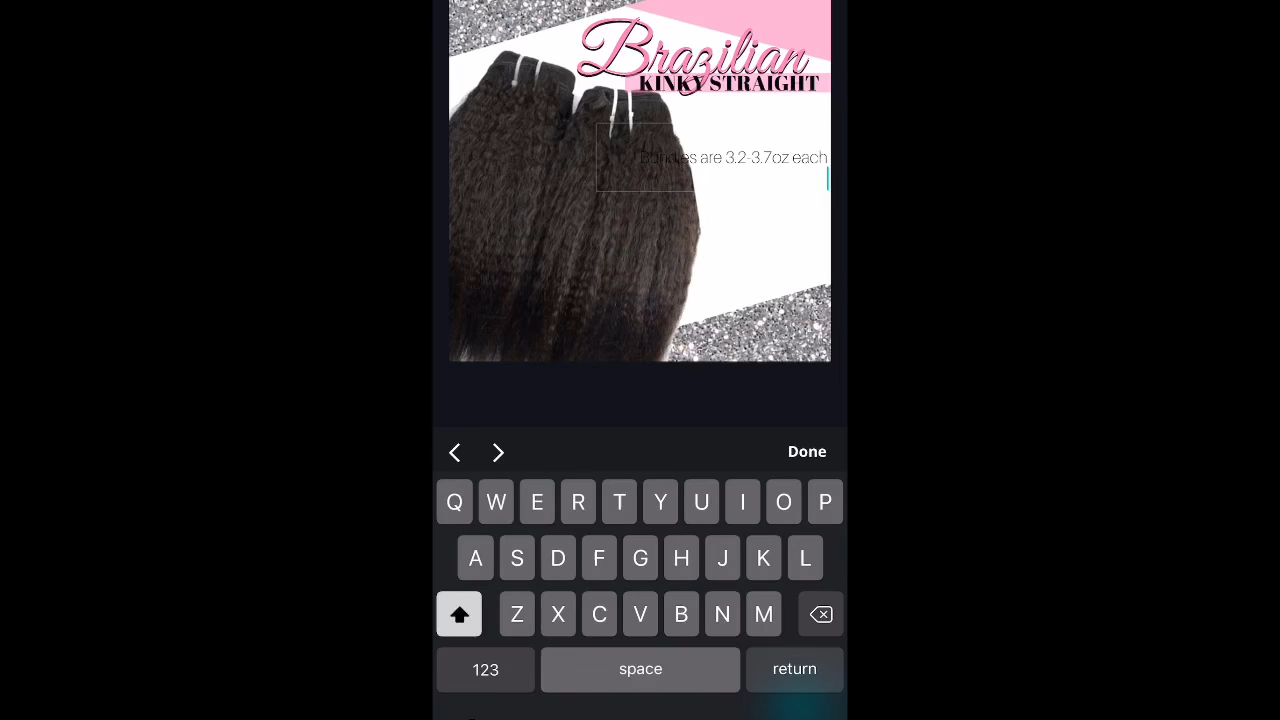 Brazilian
KINKY STRAIGHT
Bundles are 3.2-3.7oz each
Done
Q W E R T Y U I O P
A S D F G H J K L
Z X C V B N M
123 space return